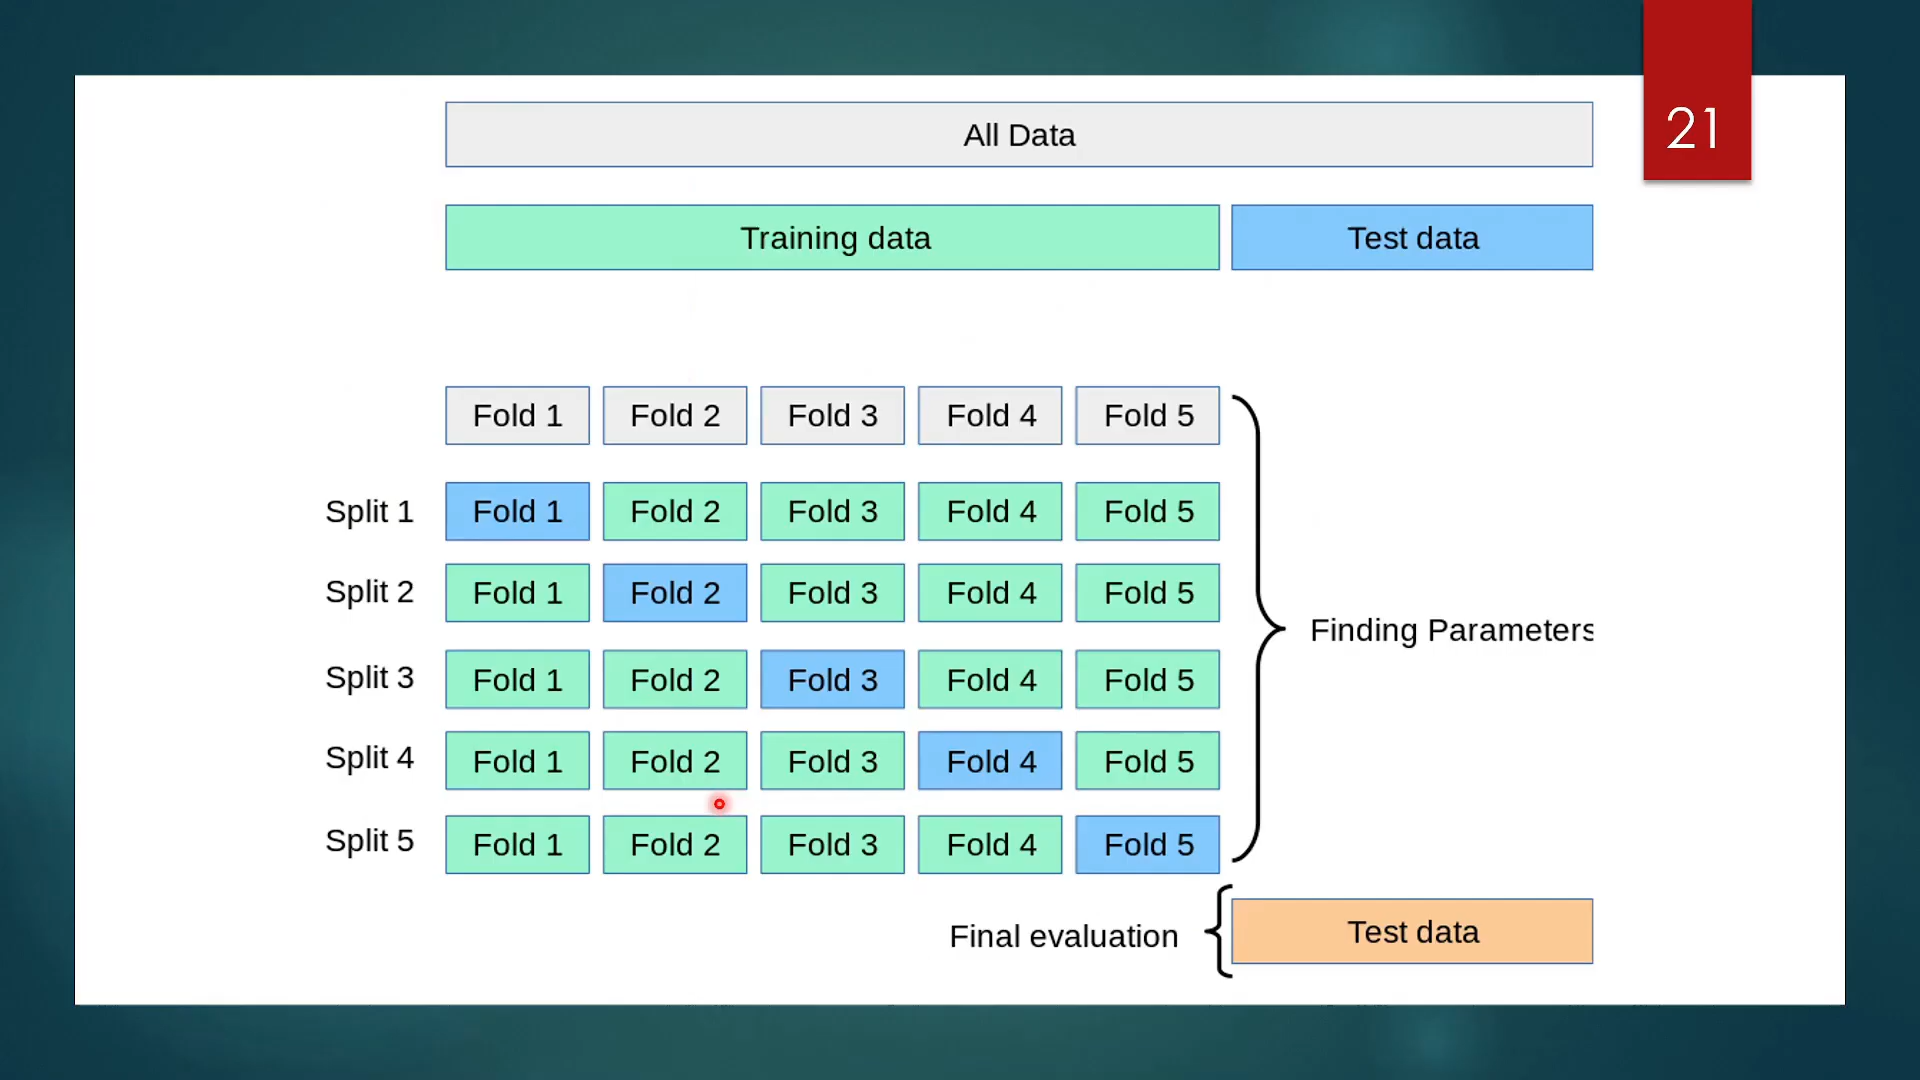 21
All Data
Training data Test data
Fold 1 Fold 2 Fold 3 Fold 4 Fold 5
Split 1 Fold 1 Fold 2 Fold 3 Fold 4 Fold 5
Split 2 Fold 1 Fold 2 Fold 3 Fold 4 Fold 5
Finding Parameters
Split 3 Fold 1 Fold 2 Fold 3 Fold 4 Fold 5
Split 4 Fold 1 Fold 2 Fold 3 Fold 4 Fold 5
Split 5 Fold 1 Fold 2 Fold 3 Fold 4 Fold 5
Final evaluation Test data